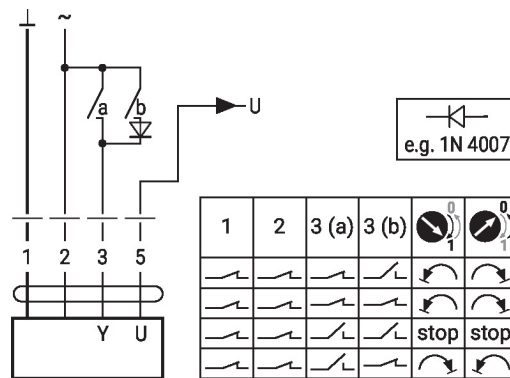 ⊥ ~
a b
U
e.g. 1N 4007
1 2 3 5
Y U
1 2 3 (a) 3 (b) 0 1 0 1
stop stop